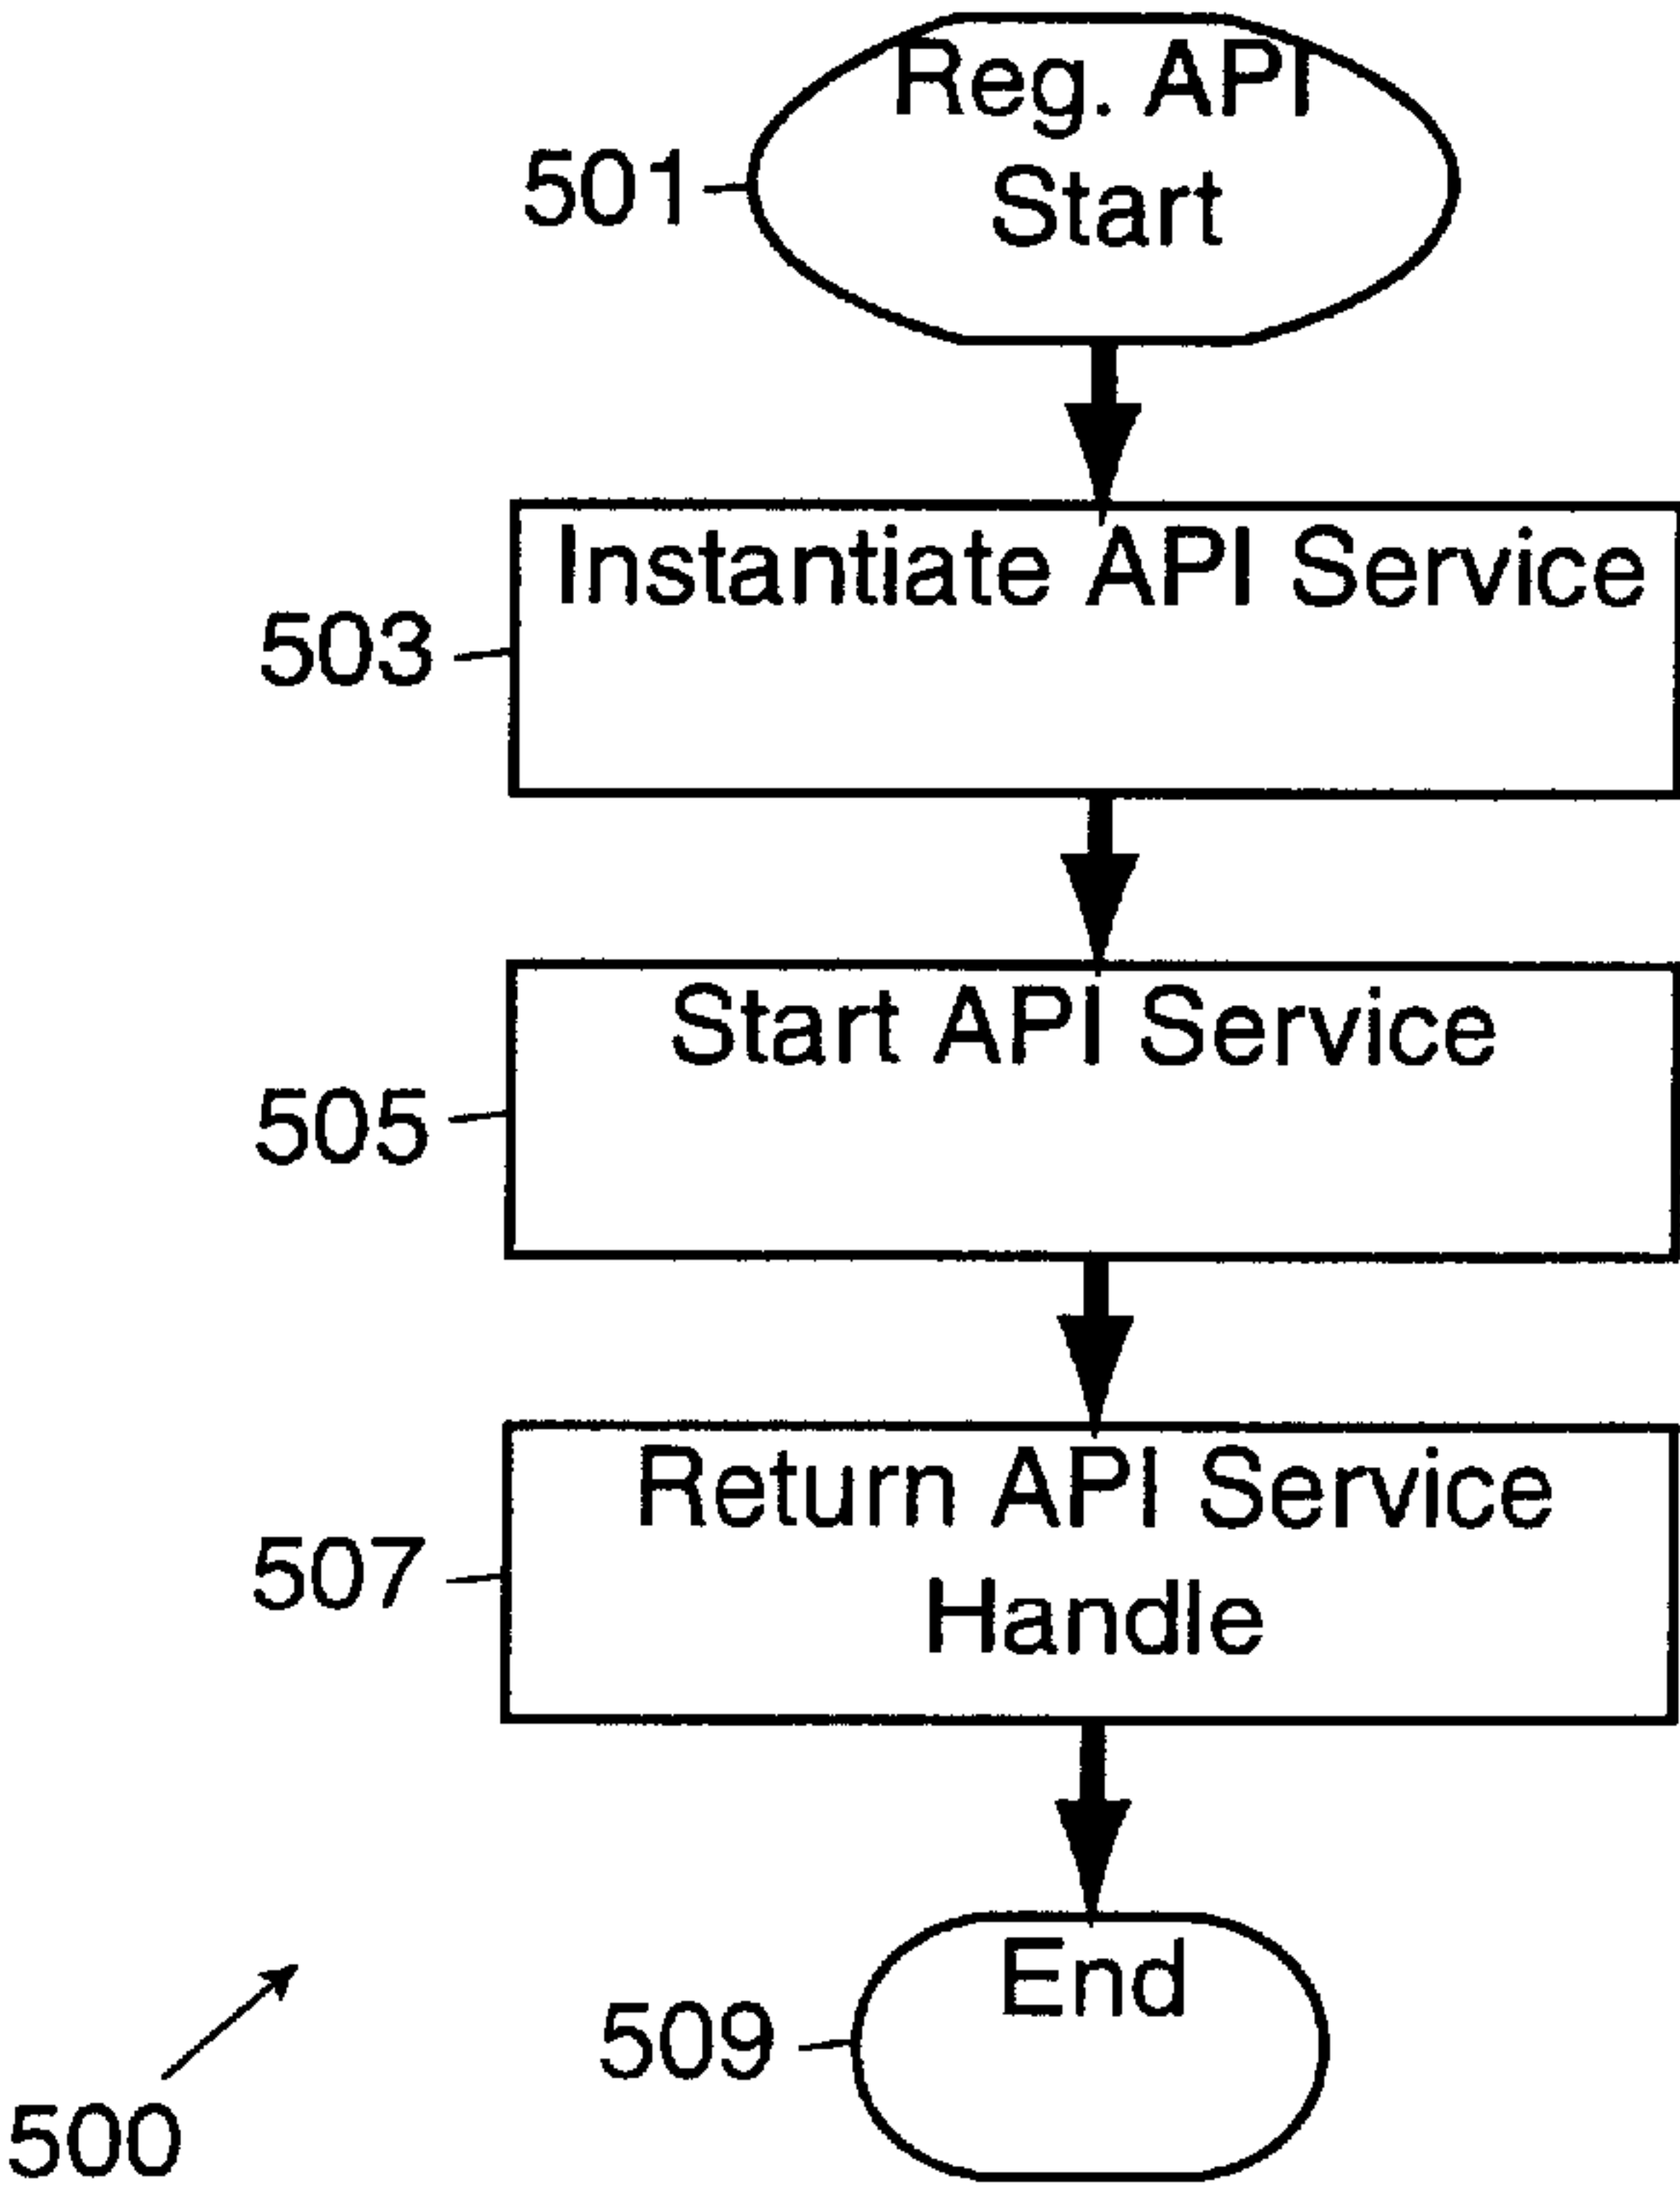 Reg. API
Start
501
Instantiate API Service
503
Start API Service
505
Return API Service
Handle
507
End
509
500